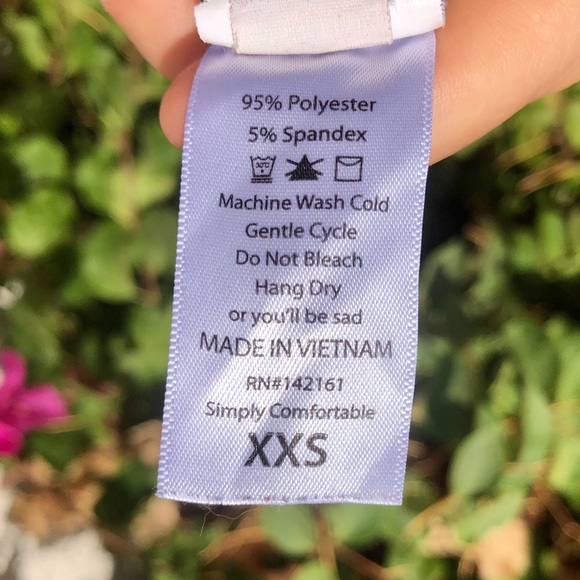 95% Polyester
5% Spandex
30°C
Machine Wash Cold
Gentle Cycle
Do Not Bleach
Hang Dry
or you'll be sad
MADE IN VIETNAM
RN#142161
Simply Comfortable
XXS